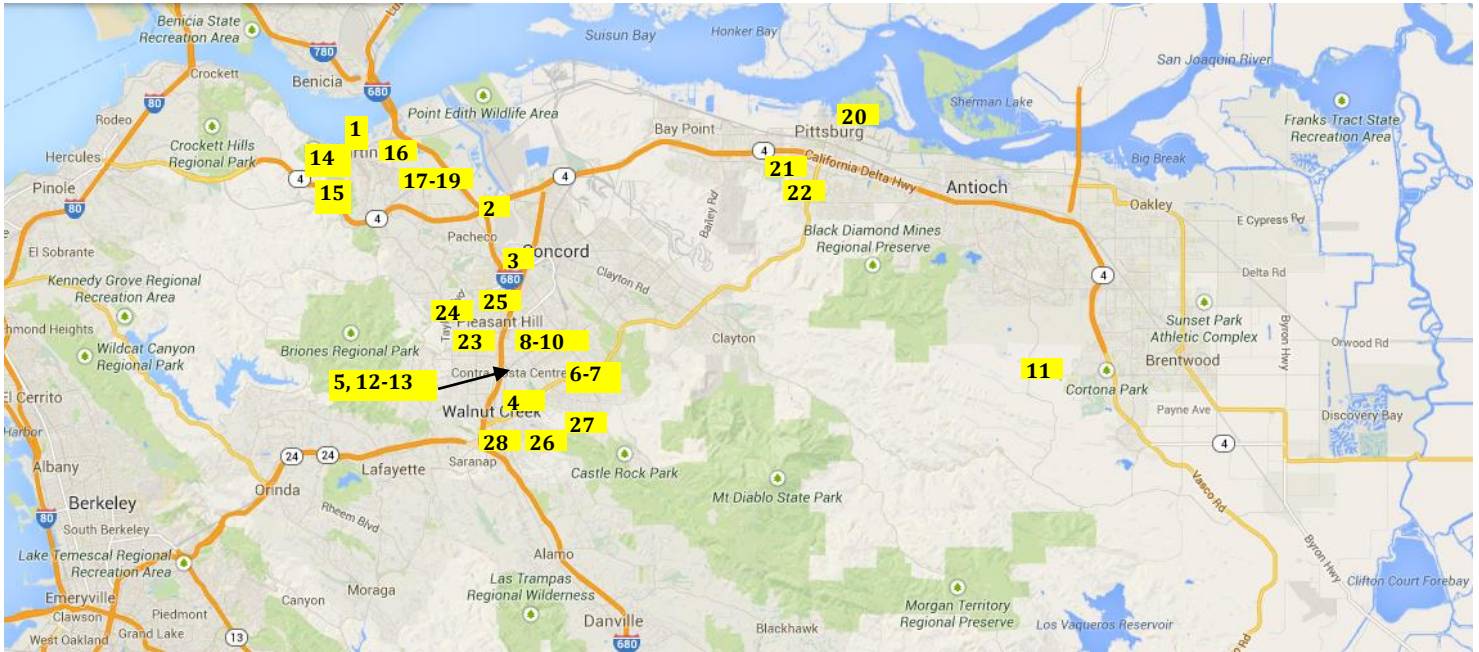 Benicia State
Recreation Area
Suisun Bay
Honker Bay
780
Benicia
Crockett
680
San Joaquin River
80
Point Edith Wildlife Area
Sherman Lake
Franks Tract State
Recreation Area
Rodeo
Crockett Hills
Regional Park
1
20
Pittsburg
Bay Point
Hercules
14
16
4
California Delta Hwy
Big Break
Pinole
4
15
17-19
4
21
22
Antioch
80
4
2
Oakley
E Cypress Rd
Pacheco
Bailey Rd
Black Diamond Mines
Regional Preserve
El Sobrante
3
Concord
Kennedy Grove Regional
Recreation Area
680
Clayton Rd
4
Delta Rd
24
25
Pleasant Hill
Sunset Park
Athletic Complex
Byron Hwy
Richmond Heights
Wildcat Canyon
Regional Park
Briones Regional Park
23
8-10
Clayton
Orwood Rd
Brentwood
5, 12-13
Contra Costa Centre
6-7
11
Cortona Park
El Cerrito
4
Walnut Creek
Payne Ave
Discovery Bay
Harbor
27
28
26
4
24
24
Albany
Lafayette
Saranap
Castle Rock Park
Orinda
Mt Diablo State Park
Vasco Rd
Berkeley
80
Rheem Blvd
South Berkeley
Lake Temescal Regional
Recreation Area
Alamo
Byron Hwy
Las Trampas
Regional Wilderness
Clifton Court Forebay
Emeryville
Moraga
Canyon
Morgan Territory
Regional Preserve
Piedmont
Clawson
Danville
Blackhawk
Los Vaqueros Reservoir
West Oakland
Grand Lake
13
680